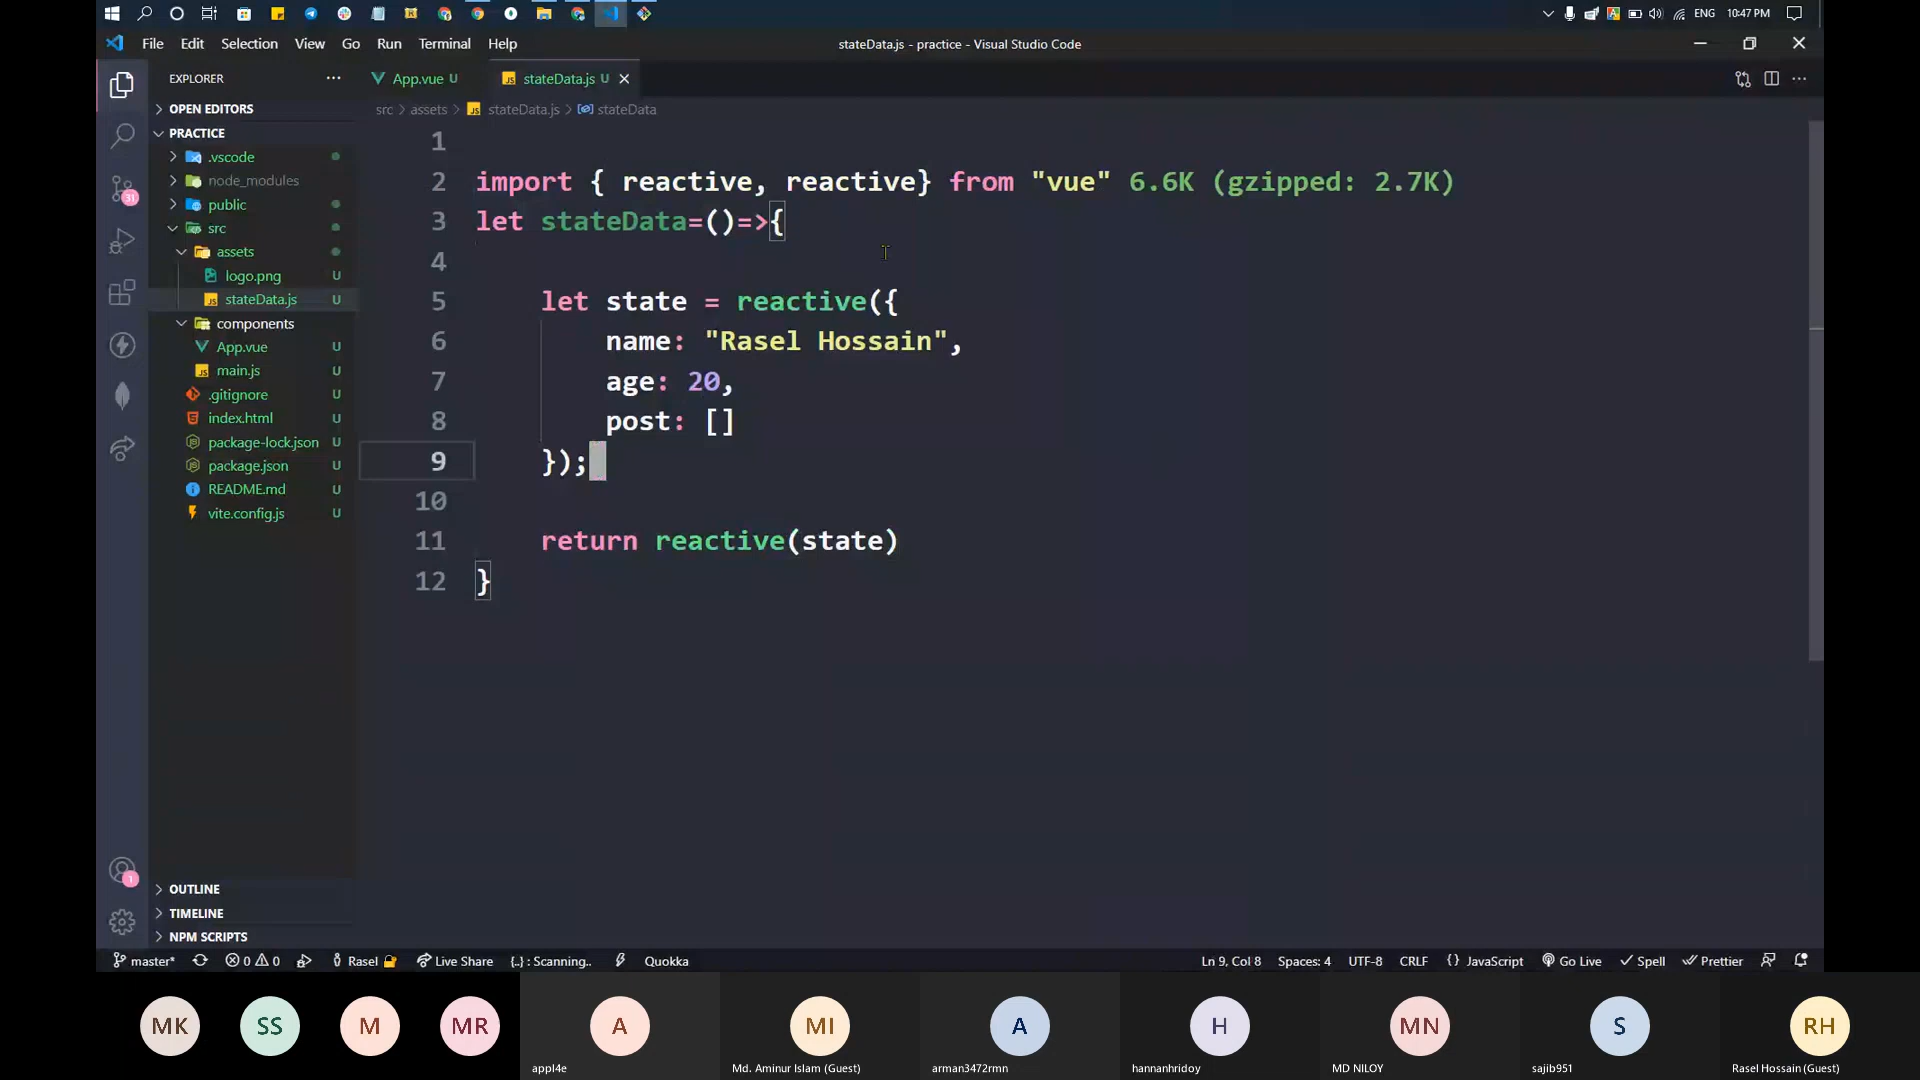 ENG
10:47 PM
File Edit Selection View Go Run Terminal Help
stateData.js - practice - Visual Studio Code
EXPLORER
App.vue U
stateData.js U
OPEN EDITORS
src > assets > stateData.js > stateData
PRACTICE
.vscode
node_modules
public
src
assets
logo.png U
stateData.js U
components
App.vue U
main.js U
.gitignore U
index.html U
package-lock.json U
package.json U
README.md U
vite.config.js U
31
1
OUTLINE
TIMELINE
NPM SCRIPTS
1
2 import { reactive, reactive} from "vue" 6.6K (gzipped: 2.7K)
3 let stateData=()=>{
4
5 let state = reactive({
6 name: "Rasel Hossain",
7 age: 20,
8 post: []
9 });
10
11 return reactive(state)
12 }
master* 0 0 Rasel Live Share {..} : Scanning.. Quokka
Ln 9, Col 8 Spaces: 4 UTF-8 CRLF {} JavaScript Go Live Spell Prettier
MK SS M MR A MI A H MN S RH
appl4e Md. Aminur Islam (Guest) arman3472rmn hannanhridoy MD NILOY sajib951 Rasel Hossain (Guest)